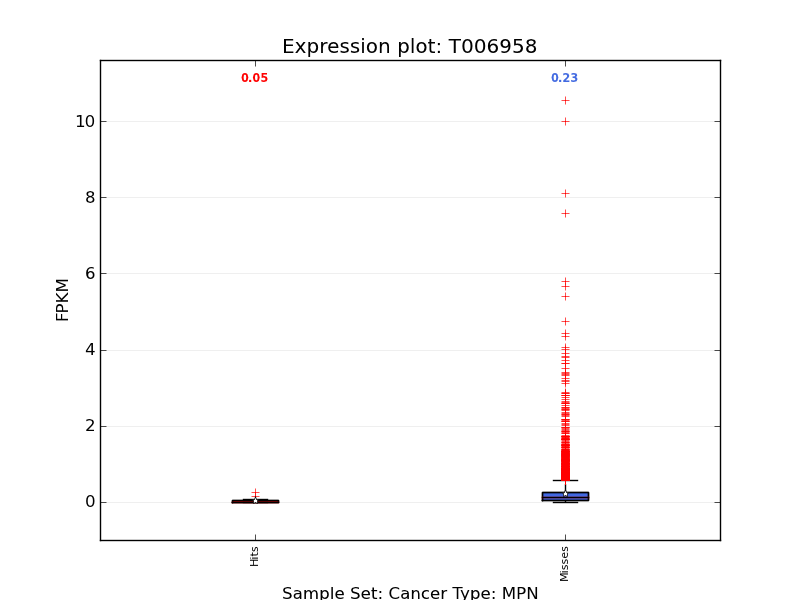 Expression plot: T006958
0.05
0.23
10
8
6
4
2
0
FPKM
Hits
Misses
Sample Set: Cancer Type: MPN